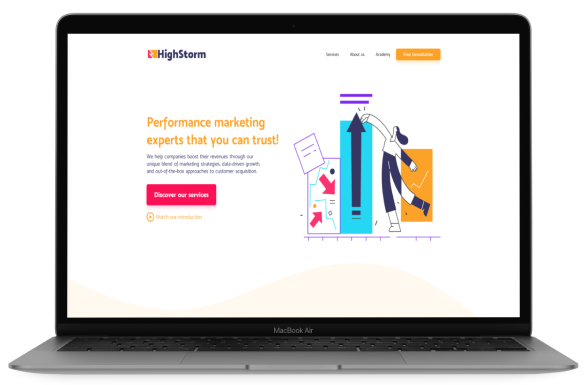 HighStorm
Services
About us
Academy
Free Consultation
Performance marketing
experts that you can trust!
We help companies boost their revenues through our
unique blend of marketing strategies, data-driven growth,
and out-of-the-box approaches to customer acquisition.
Discover our services
Watch our introduction
MacBook Air